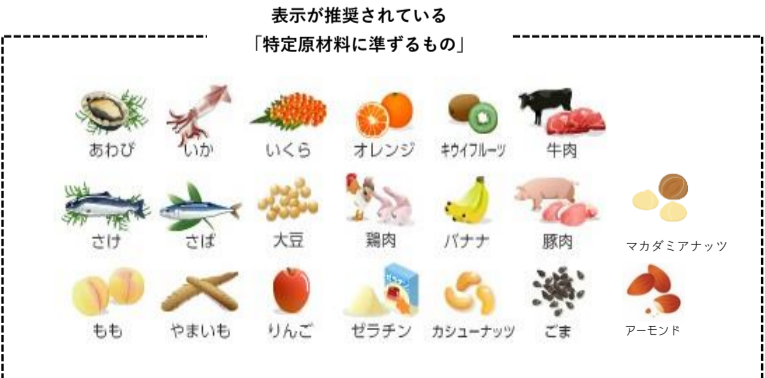 表示が推奨されている
「特定原材料に準ずるもの」
あわび いか いくら オレンジ キウイフルーツ 牛肉
さけ さば 大豆 鶏肉 バナナ 豚肉 マカダミアナッツ
もも やまいも りんご ゼラチン カシューナッツ ごま アーモンド